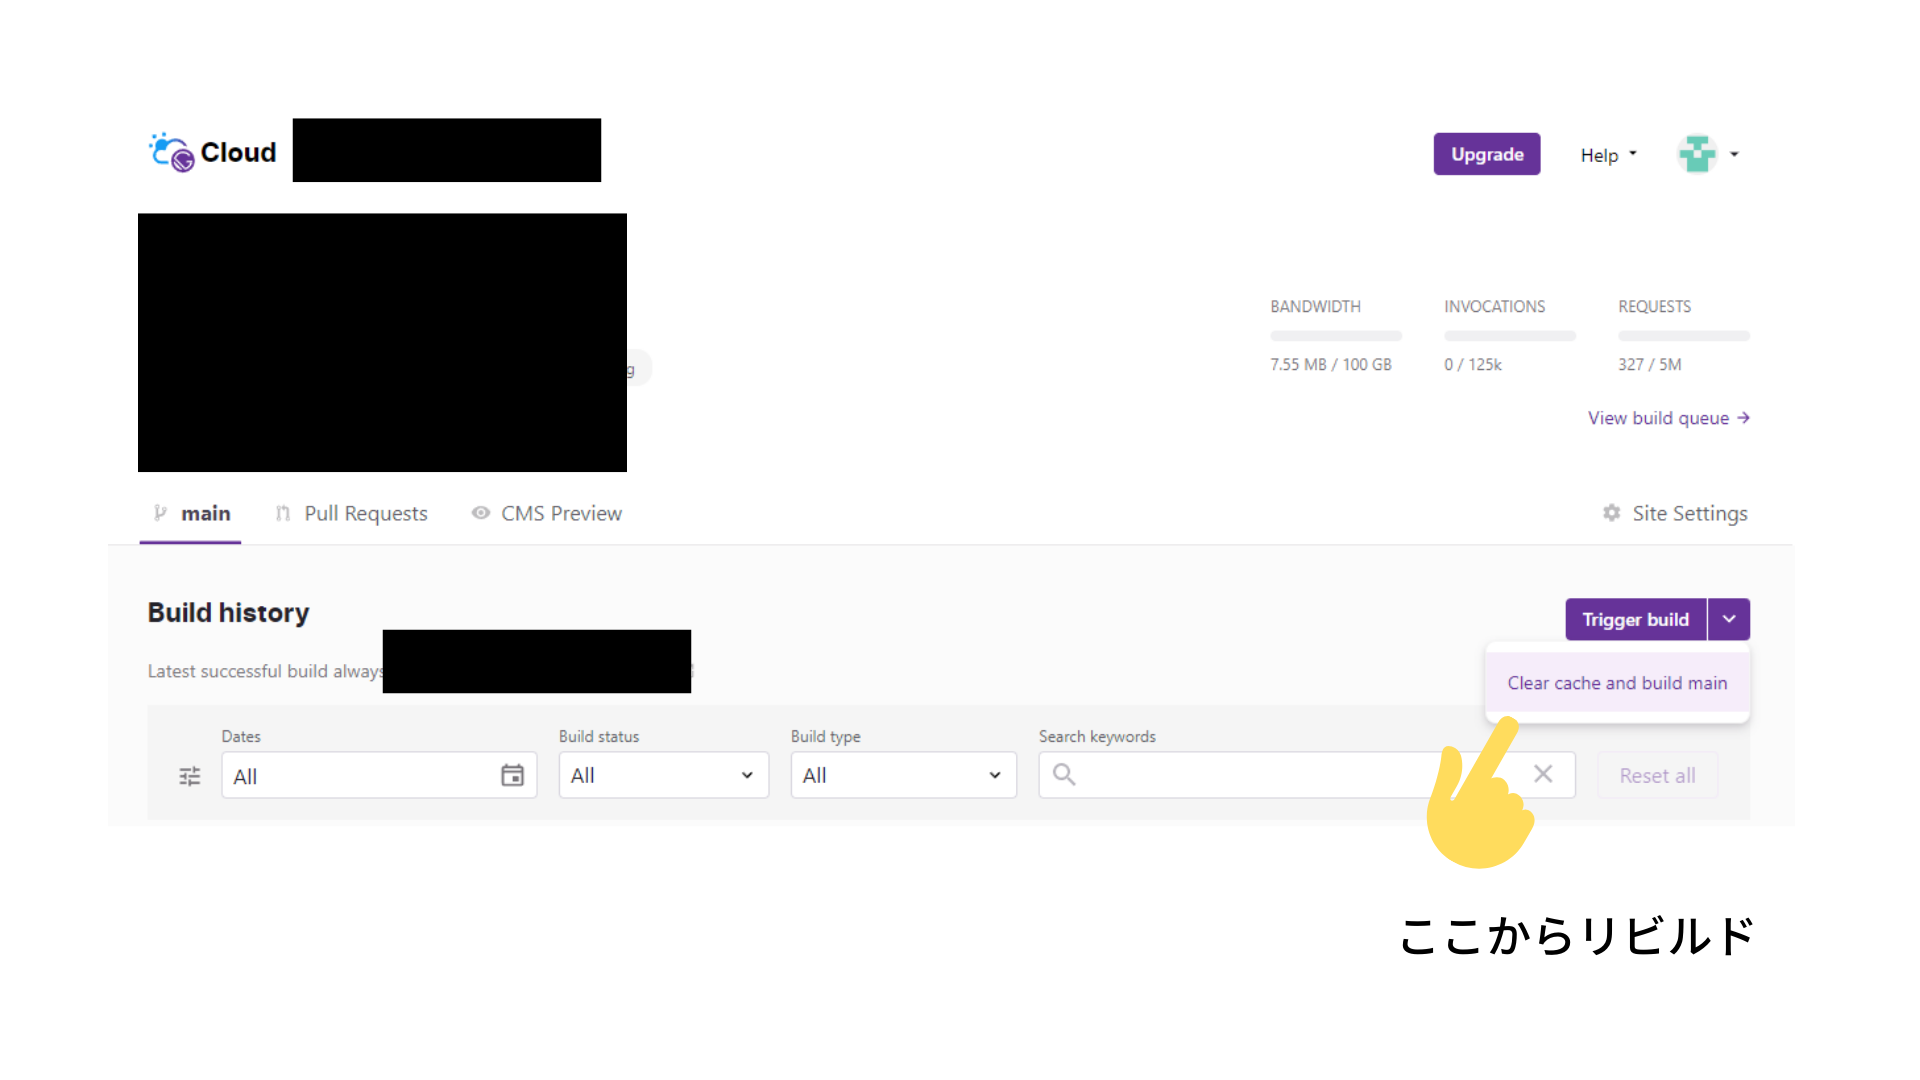 Cloud
Upgrade
Help
BANDWIDTH
INVOCATIONS
REQUESTS
7.55 MB / 100 GB
0 / 125k
327 / 5M
g
View build queue →
main
Pull Requests
CMS Preview
Site Settings
Build history
Trigger build
Latest successful build always
Clear cache and build main
Dates
Build status
Build type
Search keywords
All
All
All
Reset all
ここからリビルド